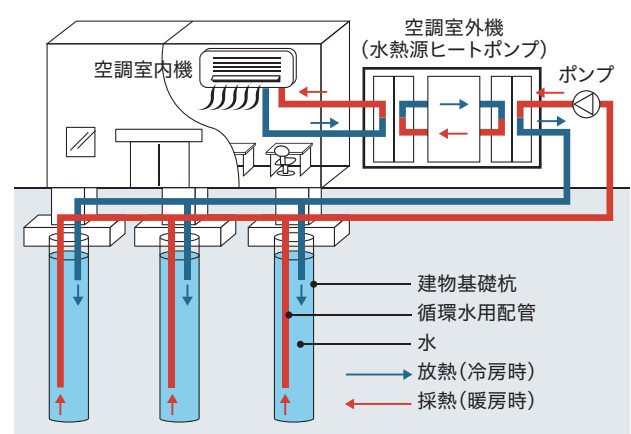 空調室外機
(水熱源ヒートポンプ)
空調室内機
ポンプ
建物基礎杭
循環水用配管
水
放熱(冷房時)
採熱(暖房時)